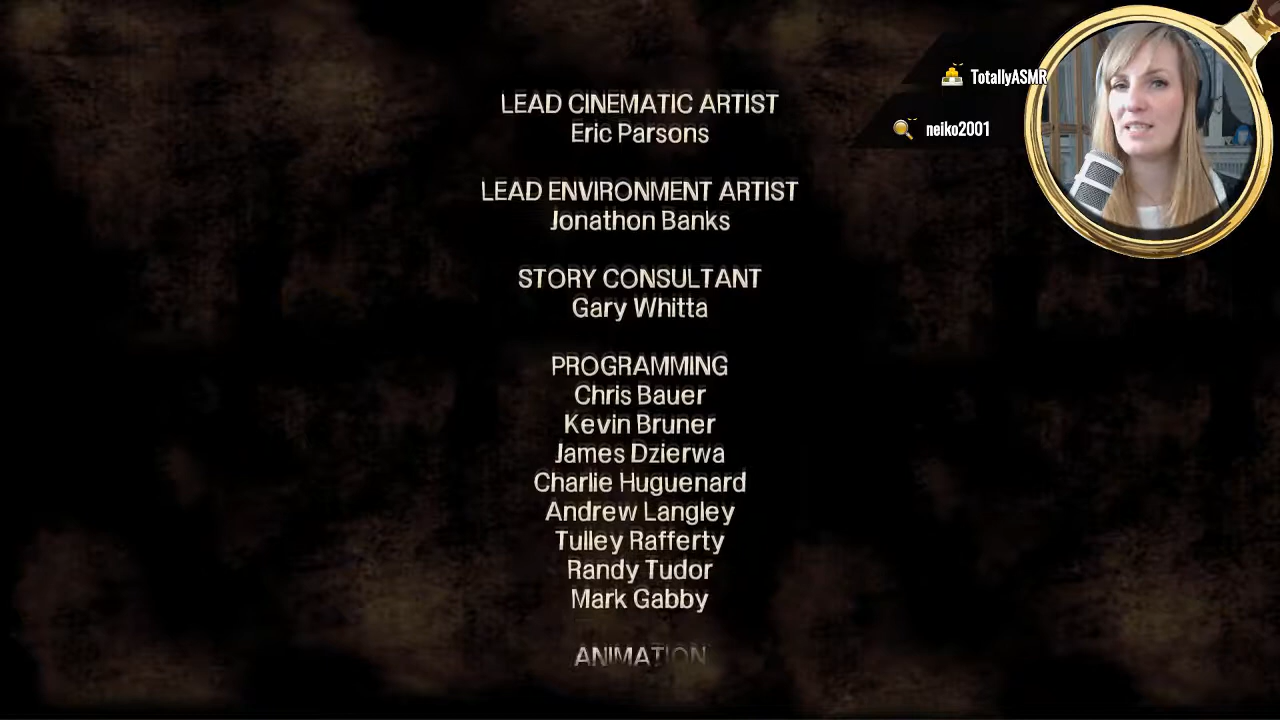 LEAD CINEMATIC ARTIST
Eric Parsons
LEAD ENVIRONMENT ARTIST
Jonathon Banks
STORY CONSULTANT
Gary Whitta
PROGRAMMING
Chris Bauer
Kevin Bruner
James Dzierwa
Charlie Huguenard
Andrew Langley
Tulley Rafferty
Randy Tudor
Mark Gabby
ANIMATION
TotallyASMR
neiko2001